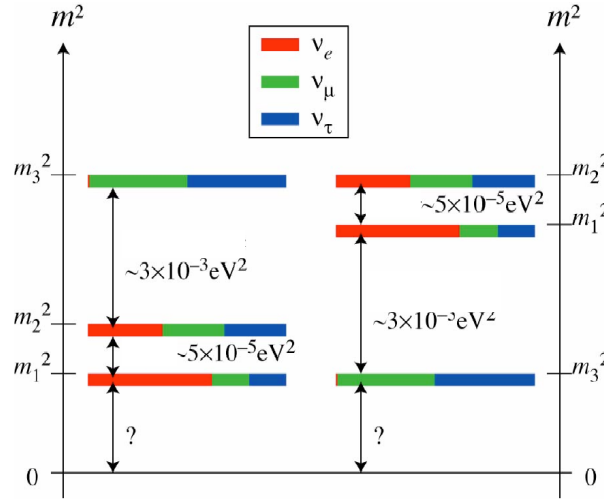 m² m²
νe
νμ
ντ
m₃² m₂²
~5×10⁻⁵eV²
m₁²
~3×10⁻³eV²
~3×10⁻³eV²
m₂²
~5×10⁻⁵eV²
m₁² m₃²
? ?
0 0